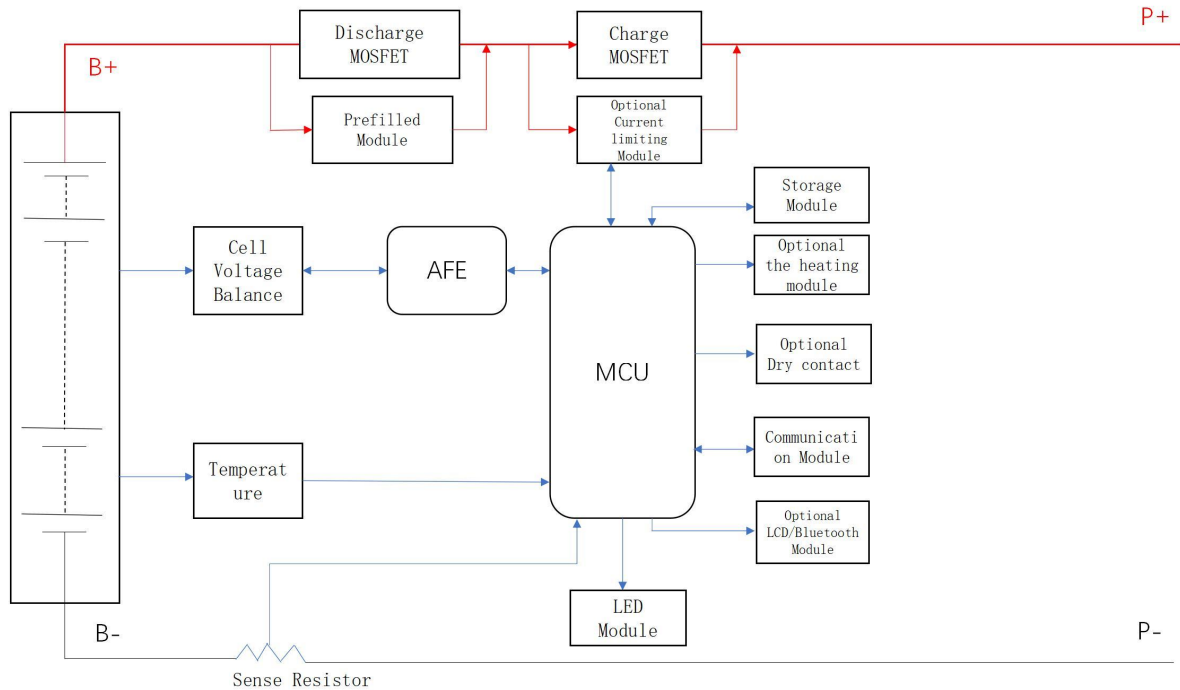 P+
Discharge
MOSFET
Charge
MOSFET
B+
Prefilled
Module
Optional
Current
limiting
Module
Storage
Module
Cell
Voltage
Balance
AFE
Optional
the heating
module
MCU
Optional
Dry contact
Communicati
on Module
Temperat
ure
Optional
LCD/Bluetooth
Module
LED
Module
B-
P-
Sense Resistor